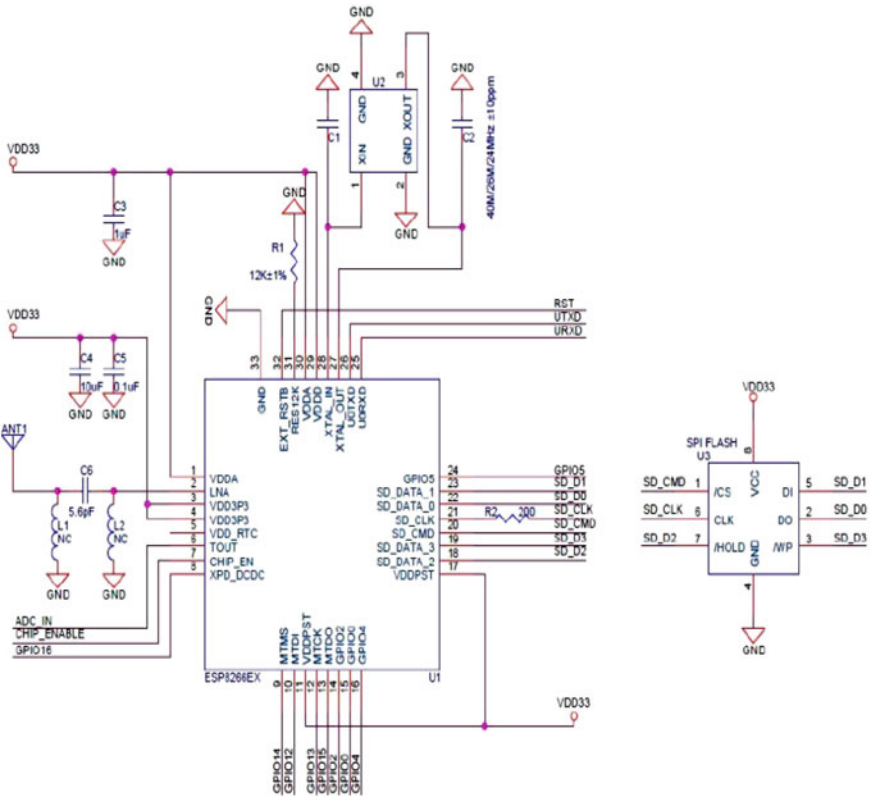 GND
GND
GND
4
3
U2
GND XOUT
XIN GND
1
2
C1
C2
GND
40M/26M/24MHz ±10ppm
VDD33
C3
1uF
GND
GND
R1
12K±1%
GND
VDD33
C4
10uF
GND
C5
0.1uF
GND
RST
UTXD
URXD
33
32
31
30
29
28
27
26
25
GND
EXT_RSTB
RES12K
VDDA
VDDD
XTAL_IN
XTAL_OUT
U0TXD
U0RXD
ANT1
C6
5.6pF
L1
NC
L2
NC
GND
GND
1 VDDA
2 LNA
3 VDD3P3
4 VDD3P3
5 VDD_RTC
6 TOUT
7 CHIP_EN
8 XPD_DCDC
ADC_IN
CHIP_ENABLE
GPIO16
GPIO5 24 GPIO5
SD_DATA_1 23 SD_D1
SD_DATA_0 22 SD_D0
SD_CLK 21 R2 200 SD_CLK
SD_CMD 20 SD_CMD
SD_DATA_3 19 SD_D3
SD_DATA_2 18 SD_D2
VDDPST 17
MTMS
MTDI
VDDPST
MTCK
MTDO
GPIO2
GPIO0
GPIO4
ESP8266EX
U1
9
10
11
12
13
14
15
16
GPIO14
GPIO12
GPIO13
GPIO15
GPIO2
GPIO0
GPIO4
VDD33
VDD33
SPI FLASH
U3
8
SD_CMD 1 /CS VCC DI 5 SD_D1
SD_CLK 6 CLK DO 2 SD_D0
SD_D2 7 /HOLD GND /WP 3 SD_D3
4
GND